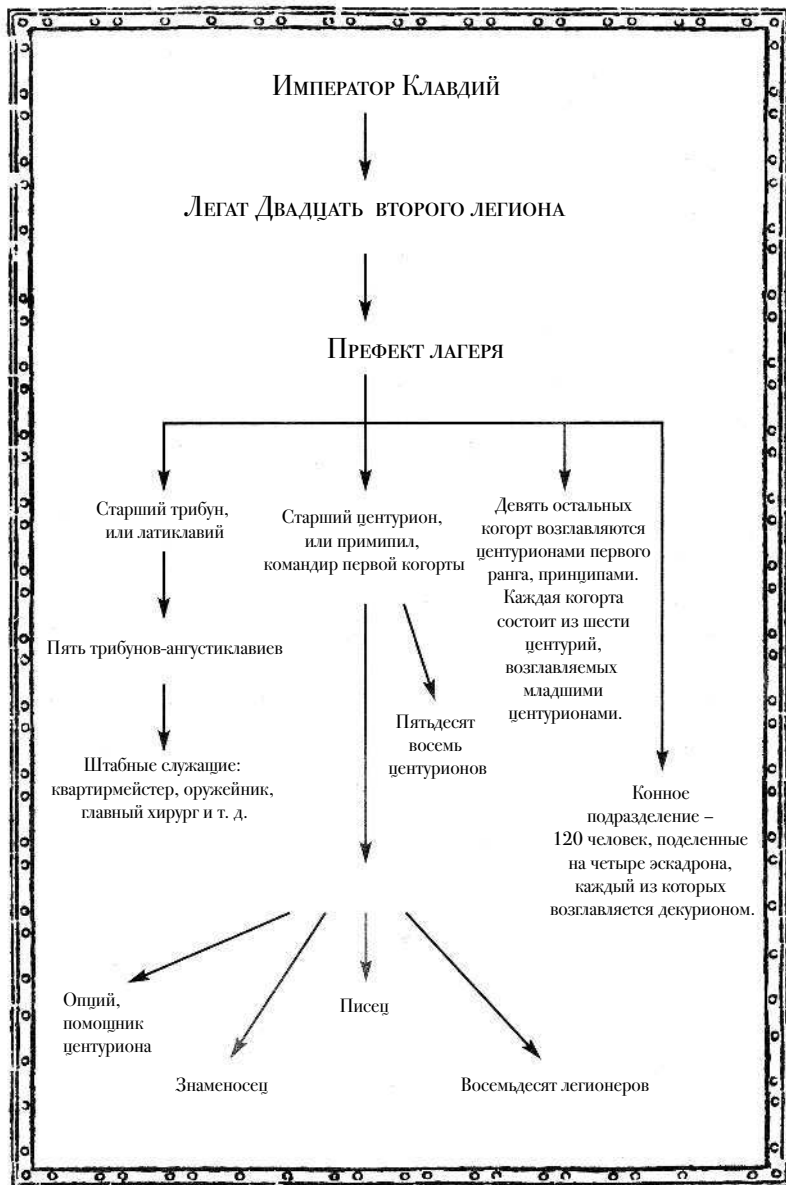 Император Клавдий
Легат Двадцать второго легиона
Префект лагеря
Старший трибун,
или латиклавий
Пять трибунов-ангустиклавиев
Штабные служащие:
квартирмейстер, оружейник,
главный хирург и т. д.
Старший центурион,
или примипил,
командир первой когорты
Пятьдесят
восемь
центурионов
Девять остальных
когорт возглавляются
центурионами первого
ранга, принципами.
Каждая когорта
состоит из шести
центурий,
возглавляемых
младшими
центурионами.
Конное
подразделение –
120 человек, поделенные
на четыре эскадрона,
каждый из которых
возглавляется декурионом.
Опций,
помощник
центуриона
Знаменосец
Писец
Восемьдесят легионеров